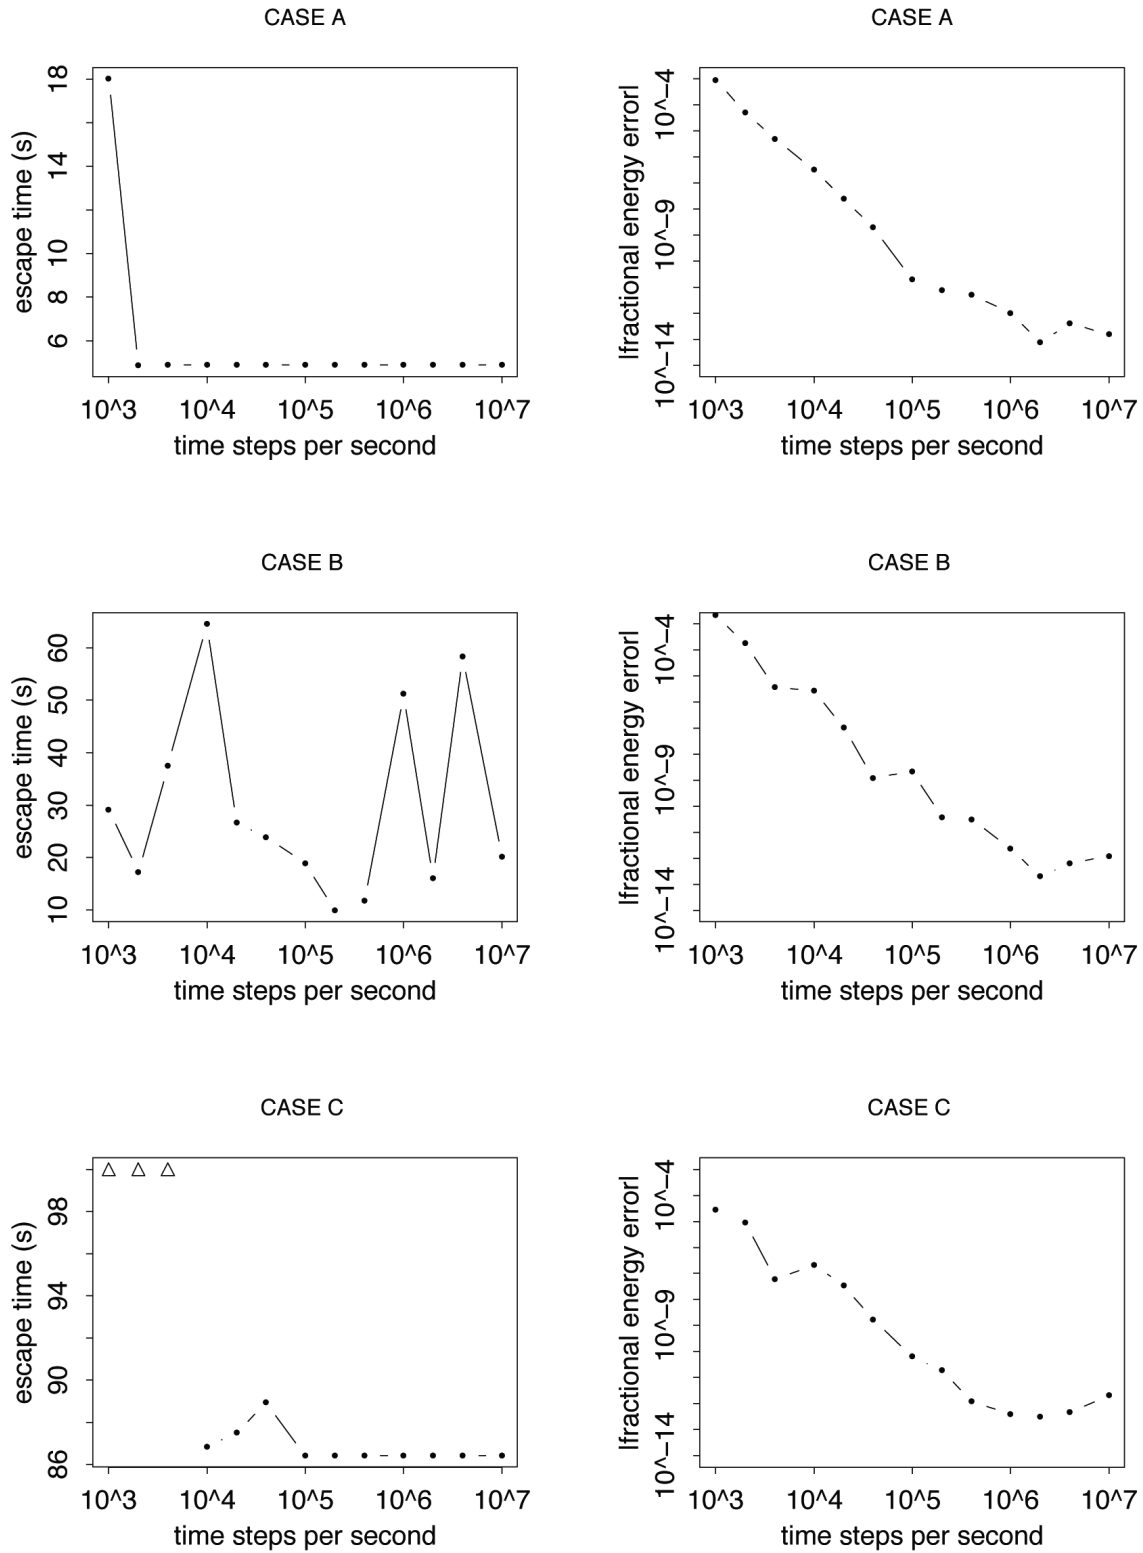 CASE A
escape time (s)
18
14
10
8
6
10^3 10^4 10^5 10^6 10^7
time steps per second
CASE A
|fractional energy error|
10^−4
10^−9
10^−14
10^3 10^4 10^5 10^6 10^7
time steps per second
CASE B
escape time (s)
60
50
40
30
20
10
10^3 10^4 10^5 10^6 10^7
time steps per second
CASE B
|fractional energy error|
10^−4
10^−9
10^−14
10^3 10^4 10^5 10^6 10^7
time steps per second
CASE C
escape time (s)
98
94
90
86
10^3 10^4 10^5 10^6 10^7
time steps per second
CASE C
|fractional energy error|
10^−4
10^−9
10^−14
10^3 10^4 10^5 10^6 10^7
time steps per second